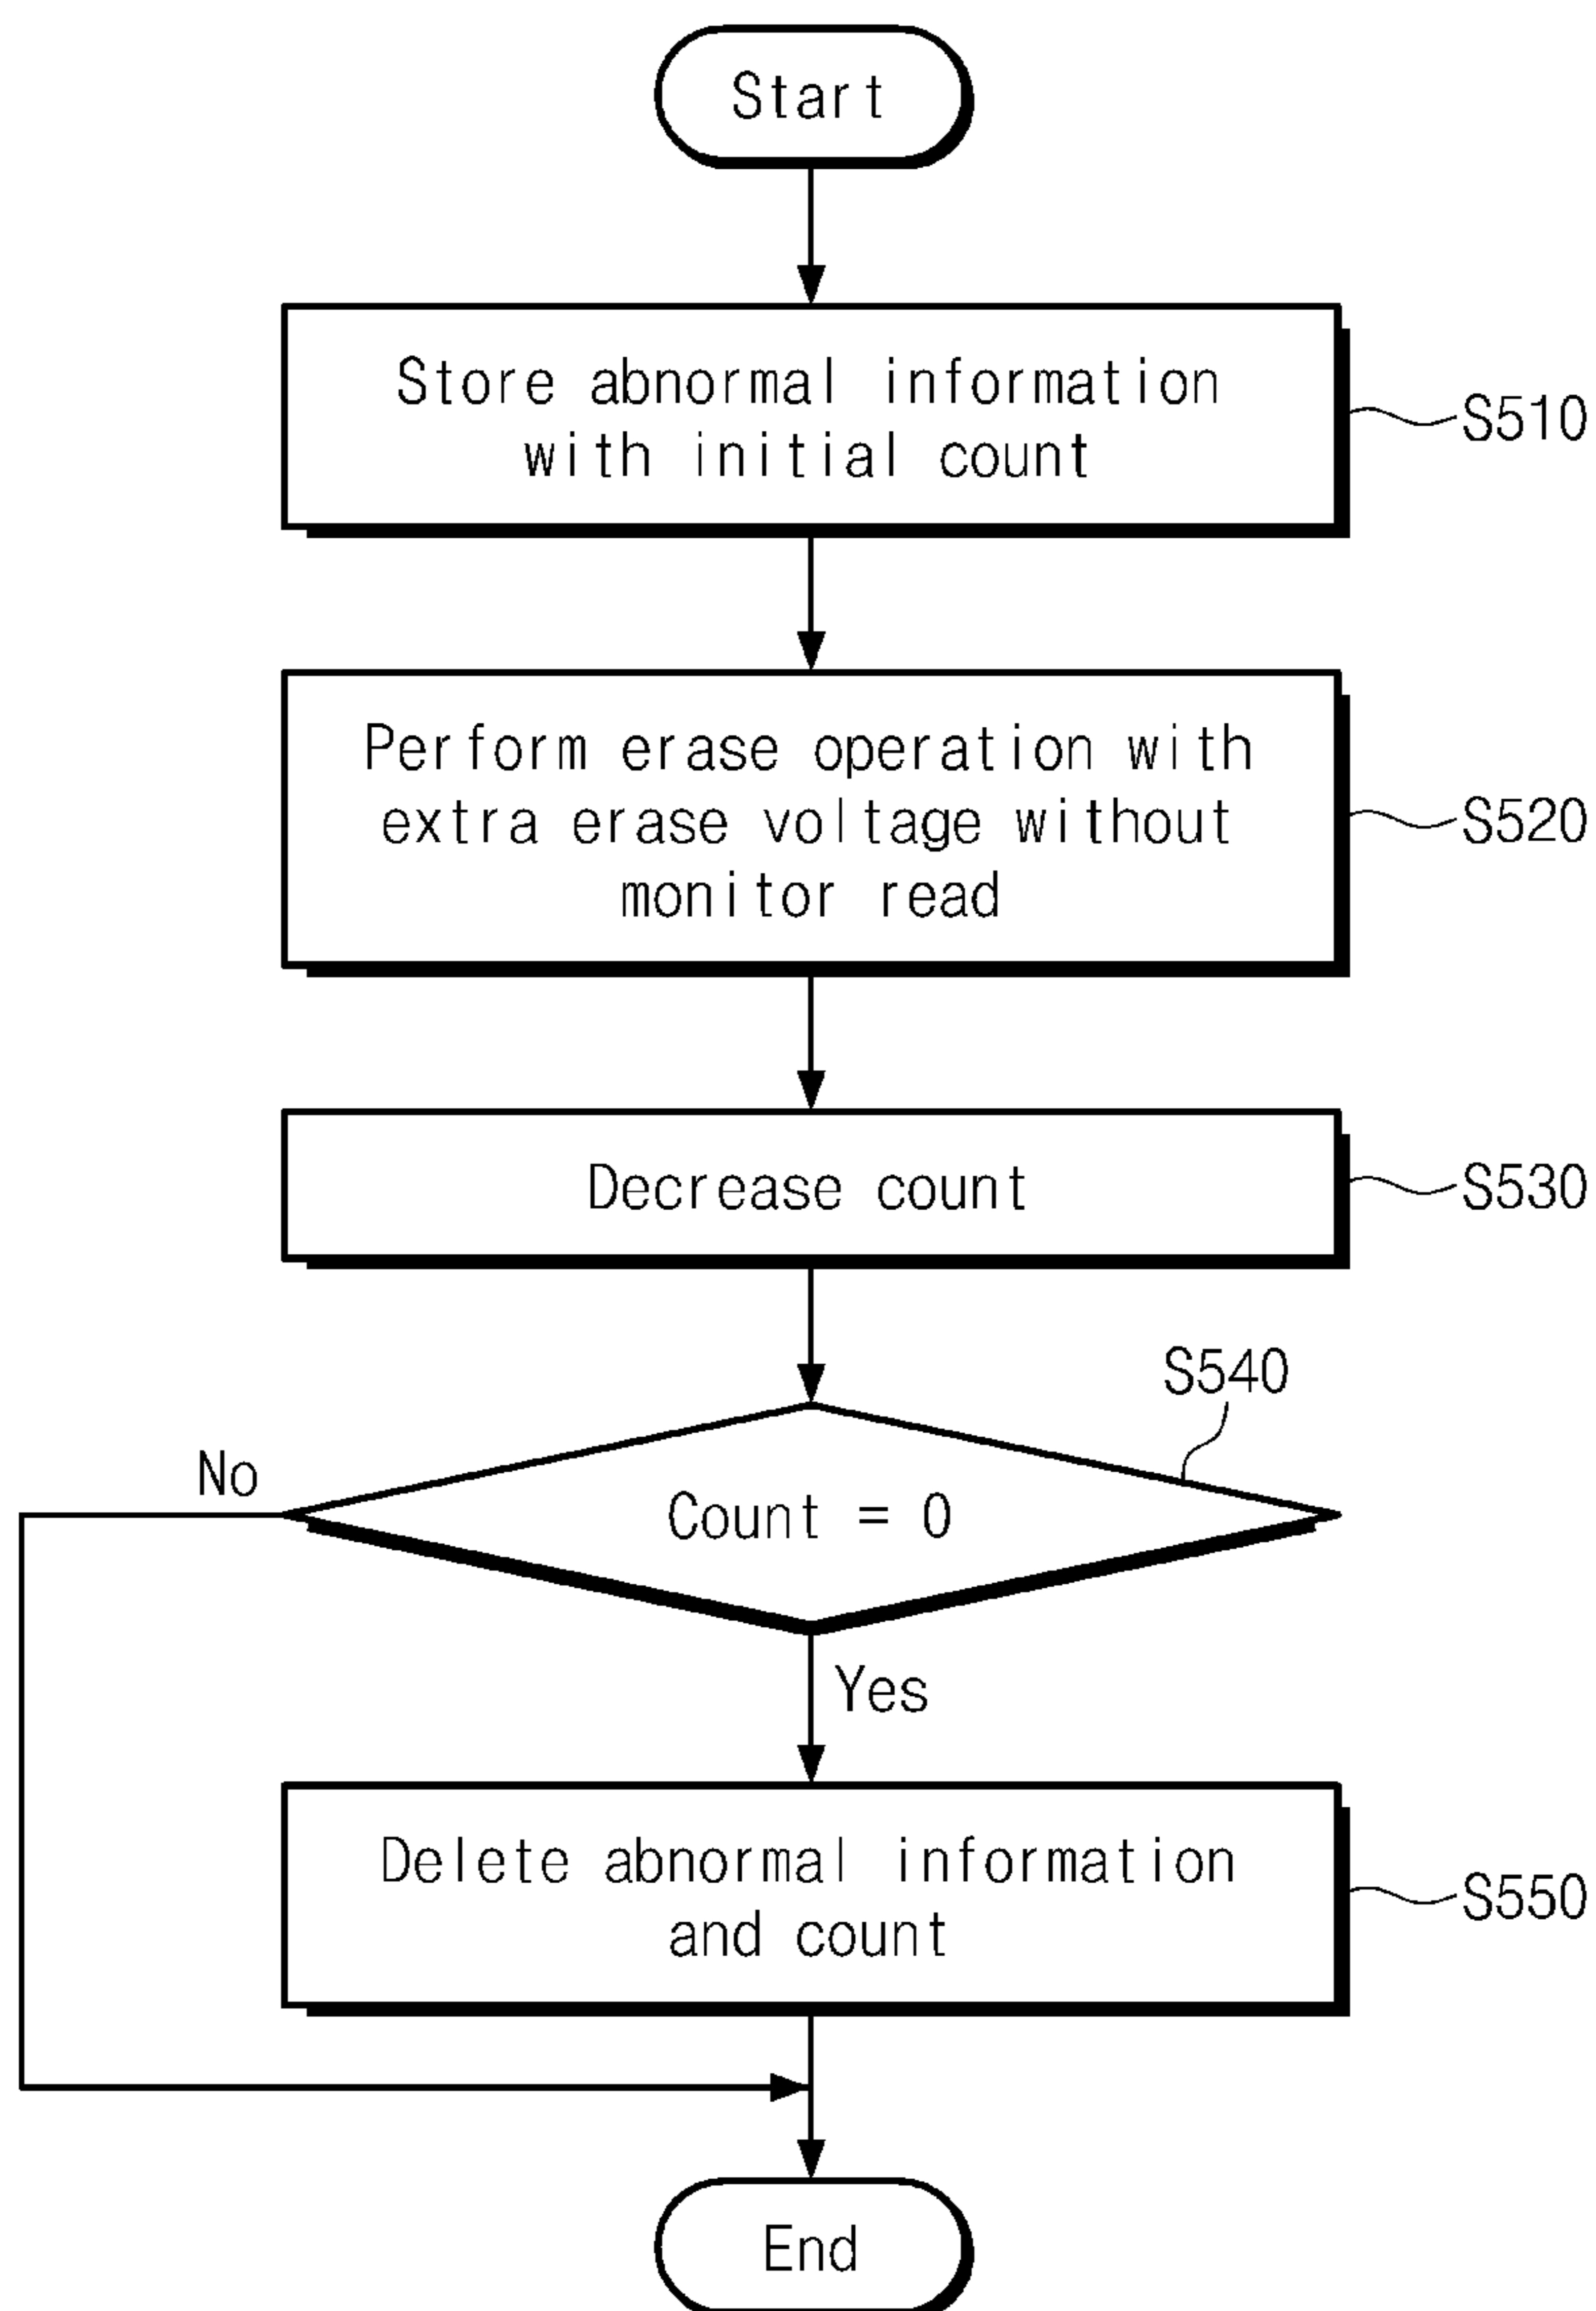 Start
Store abnormal information
with initial count
S510
Perform erase operation with
extra erase voltage without
monitor read
S520
Decrease count
S530
S540
No
Count = 0
Yes
Delete abnormal information
and count
S550
End